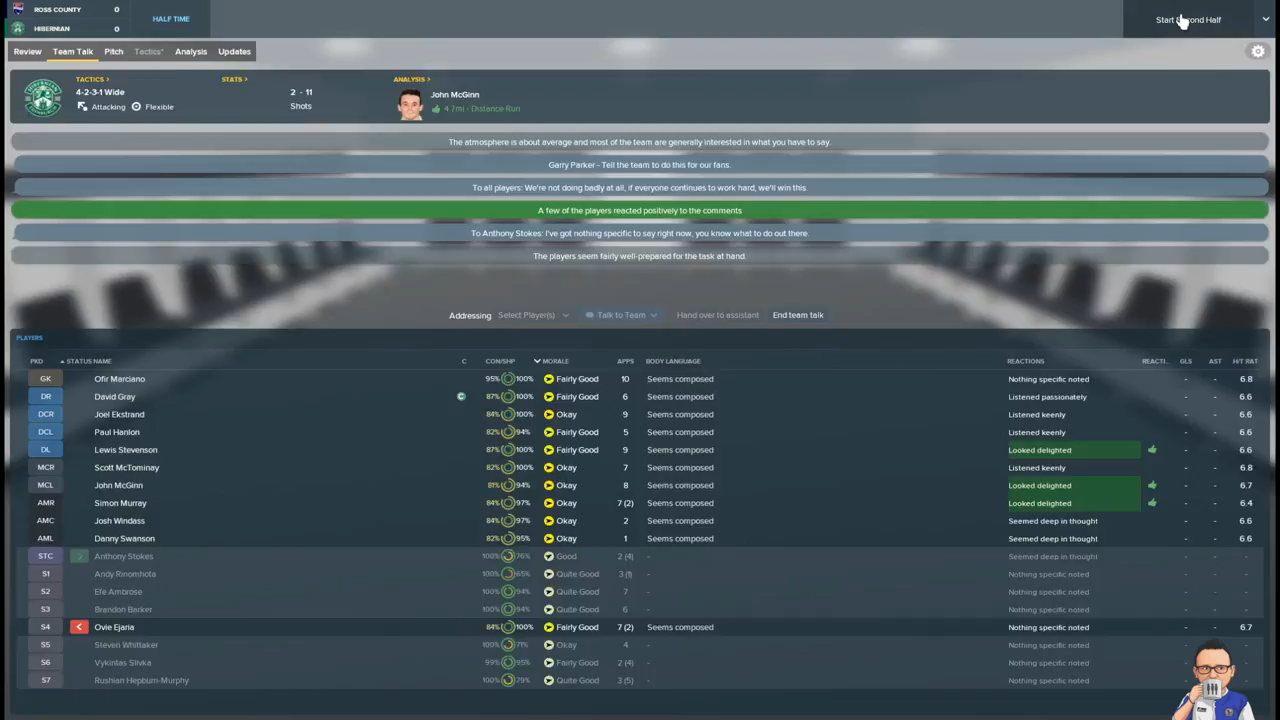 ROSS COUNTY 0
HIBERNIAN 0
HALF TIME
Start Second Half
Review Team Talk Pitch Tactics* Analysis Updates
TACTICS > STATS > ANALYSIS >
4-2-3-1 Wide 2 - 11 John McGinn
Attacking Flexible Shots 4.7mi - Distance Run
The atmosphere is about average and most of the team are generally interested in what you have to say.
Garry Parker - Tell the team to do this for our fans.
To all players: We're not doing badly at all, if everyone continues to work hard, we'll win this.
A few of the players reacted positively to the comments
To Anthony Stokes: I've got nothing specific to say right now, you know what to do out there.
The players seem fairly well-prepared for the task at hand.
Addressing Select Player(s) Talk to Team Hand over to assistant End team talk
PLAYERS
PKD STATUS NAME C CON/SHP MORALE APPS BODY LANGUAGE REACTIONS REACTI... GLS AST H/T RAT
GK Ofir Marciano 95% 100% Fairly Good 10 Seems composed Nothing specific noted - - 6.8
DR David Gray C 87% 100% Fairly Good 6 Seems composed Listened passionately - - 6.6
DCR Joel Ekstrand 84% 100% Okay 9 Seems composed Listened keenly - - 6.6
DCL Paul Hanlon 82% 94% Fairly Good 5 Seems composed Listened keenly - - 6.6
DL Lewis Stevenson 87% 100% Fairly Good 9 Seems composed Looked delighted - - 6.6
MCR Scott McTominay 82% 100% Okay 7 Seems composed Listened keenly - - 6.8
MCL John McGinn 81% 94% Okay 8 Seems composed Looked delighted - - 6.7
AMR Simon Murray 84% 97% Okay 7 (2) Seems composed Looked delighted - - 6.4
AMC Josh Windass 84% 97% Okay 2 Seems composed Seemed deep in thought - - 6.6
AML Danny Swanson 82% 95% Okay 1 Seems composed Seemed deep in thought - - 6.6
STC Anthony Stokes 100% 76% Good 2 (4) - Seemed deep in thought - -
S1 Andy Rinomhota 100% 65% Quite Good 3 (1) - Nothing specific noted - -
S2 Efe Ambrose 100% 94% Quite Good 7 - Nothing specific noted - -
S3 Brandon Barker 100% 94% Quite Good 6 - Nothing specific noted - -
S4 Ovie Ejaria 84% 100% Fairly Good 7 (2) Seems composed Nothing specific noted - - 6.7
S5 Steven Whittaker 100% 71% Okay 4 - Nothing specific noted - -
S6 Vykintas Slivka 99% 95% Fairly Good 2 (4) - Nothing specific noted - -
S7 Rushian Hepburn-Murphy 100% 79% Quite Good 3 (5) - Nothing specific noted - -